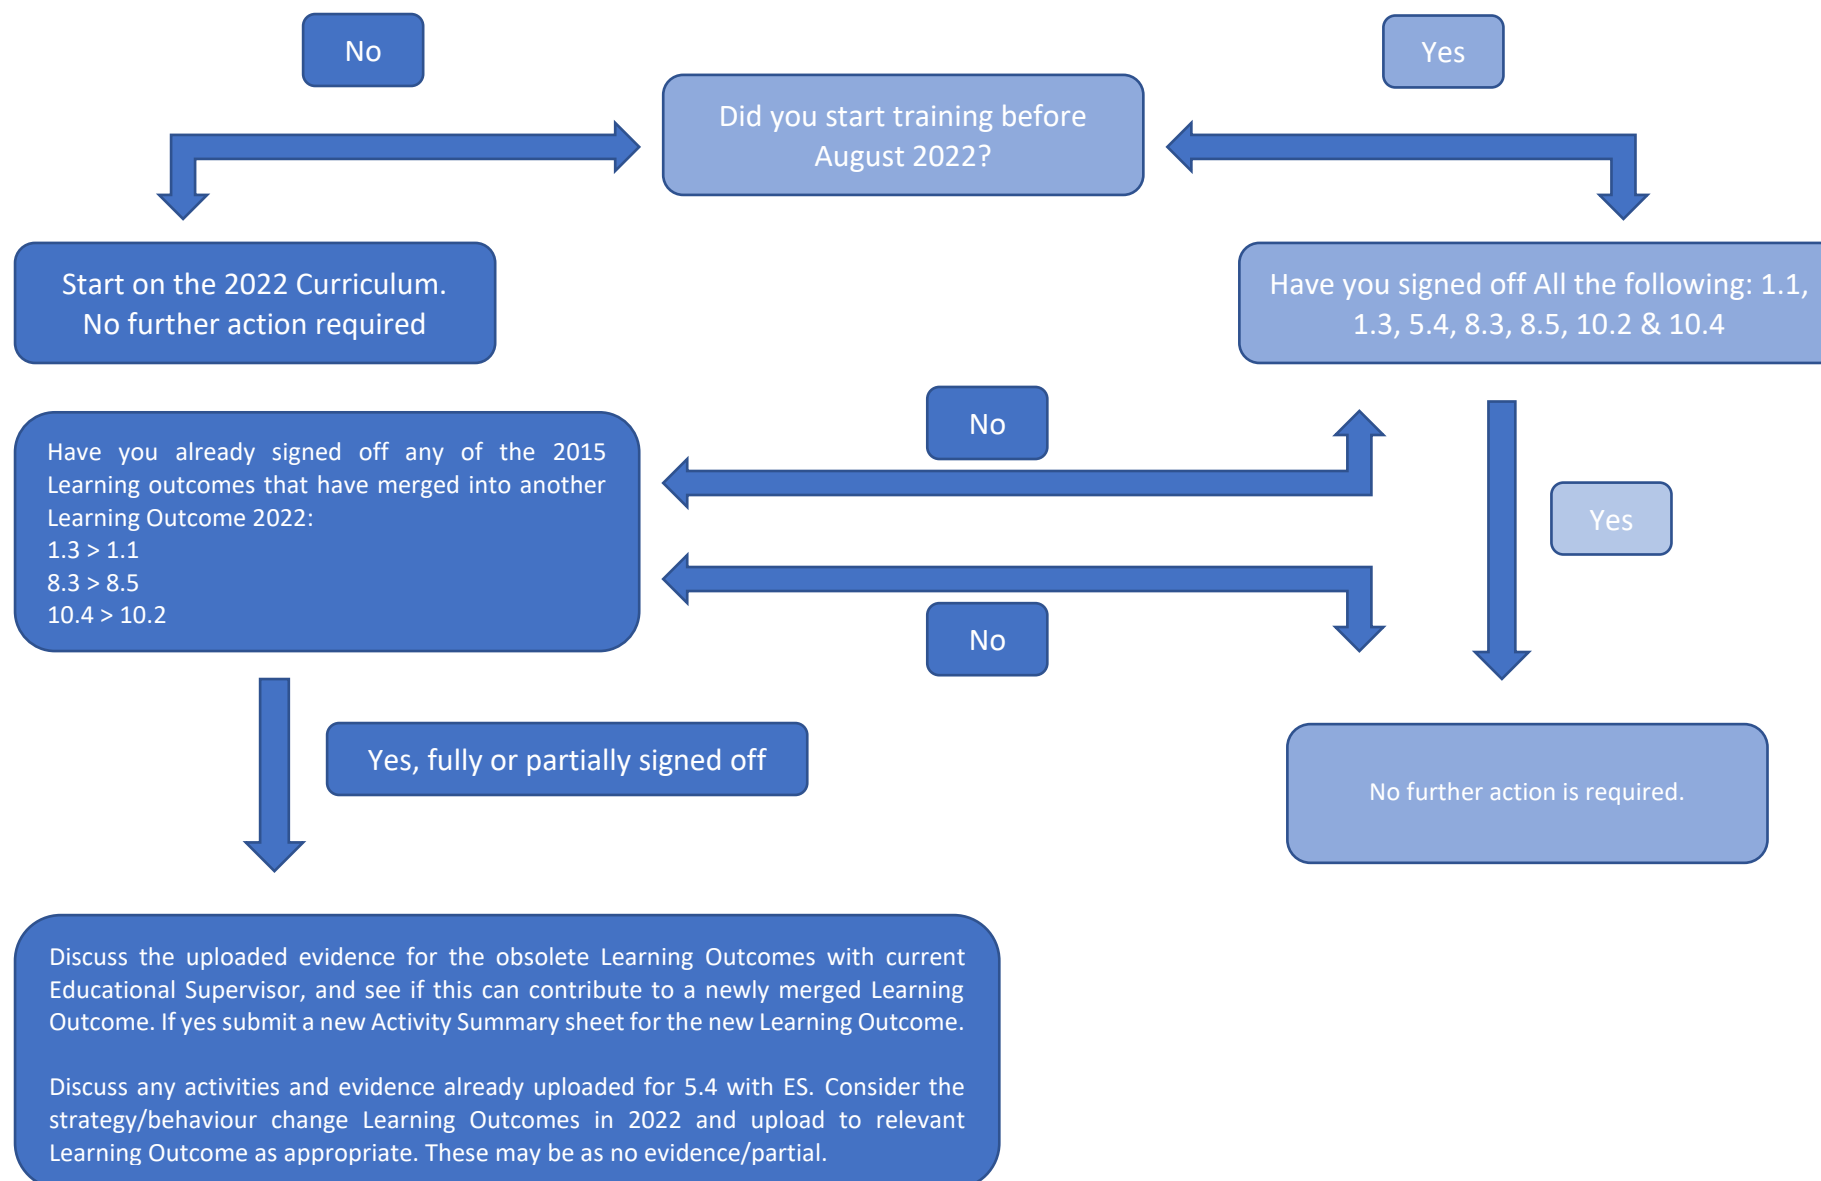 No
Yes
Did you start training before
August 2022?
Start on the 2022 Curriculum.
No further action required
Have you signed off All the following: 1.1,
1.3, 5.4, 8.3, 8.5, 10.2 & 10.4
No
Have you already signed off any of the 2015
Learning outcomes that have merged into another
Learning Outcome 2022:
1.3 > 1.1
8.3 > 8.5
10.4 > 10.2
Yes
No
Yes, fully or partially signed off
No further action is required.
Discuss the uploaded evidence for the obsolete Learning Outcomes with current
Educational Supervisor, and see if this can contribute to a newly merged Learning
Outcome. If yes submit a new Activity Summary sheet for the new Learning Outcome.
Discuss any activities and evidence already uploaded for 5.4 with ES. Consider the
strategy/behaviour change Learning Outcomes in 2022 and upload to relevant
Learning Outcome as appropriate. These may be as no evidence/partial.